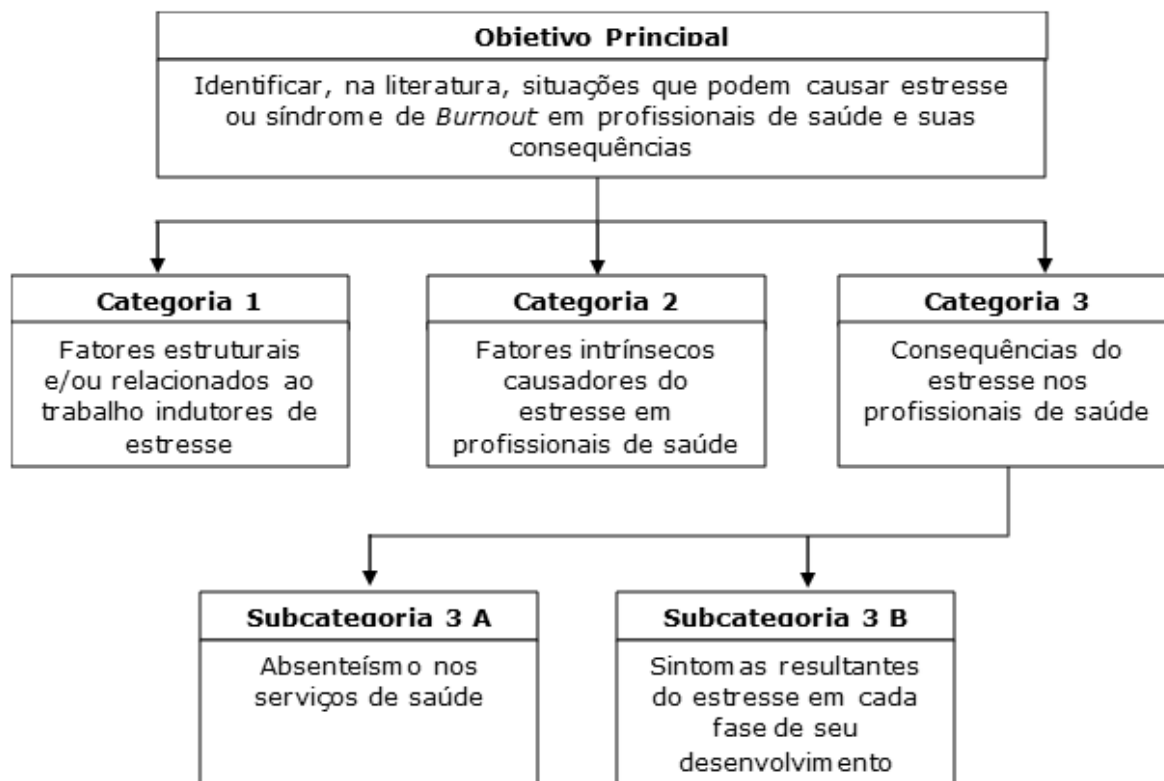 Objetivo Principal
Identificar, na literatura, situações que podem causar estresse
ou síndrome de Burnout em profissionais de saúde e suas
consequências
Categoria 1
Fatores estruturais
e/ou relacionados ao
trabalho indutores de
estresse
Categoria 2
Fatores intrínsecos
causadores do
estresse em
profissionais de saúde
Categoria 3
Consequências do
estresse nos
profissionais de saúde
Subcategoria 3 A
Absenteísmo nos
serviços de saúde
Subcategoria 3 B
Sintomas resultantes
do estresse em cada
fase de seu
desenvolvimento